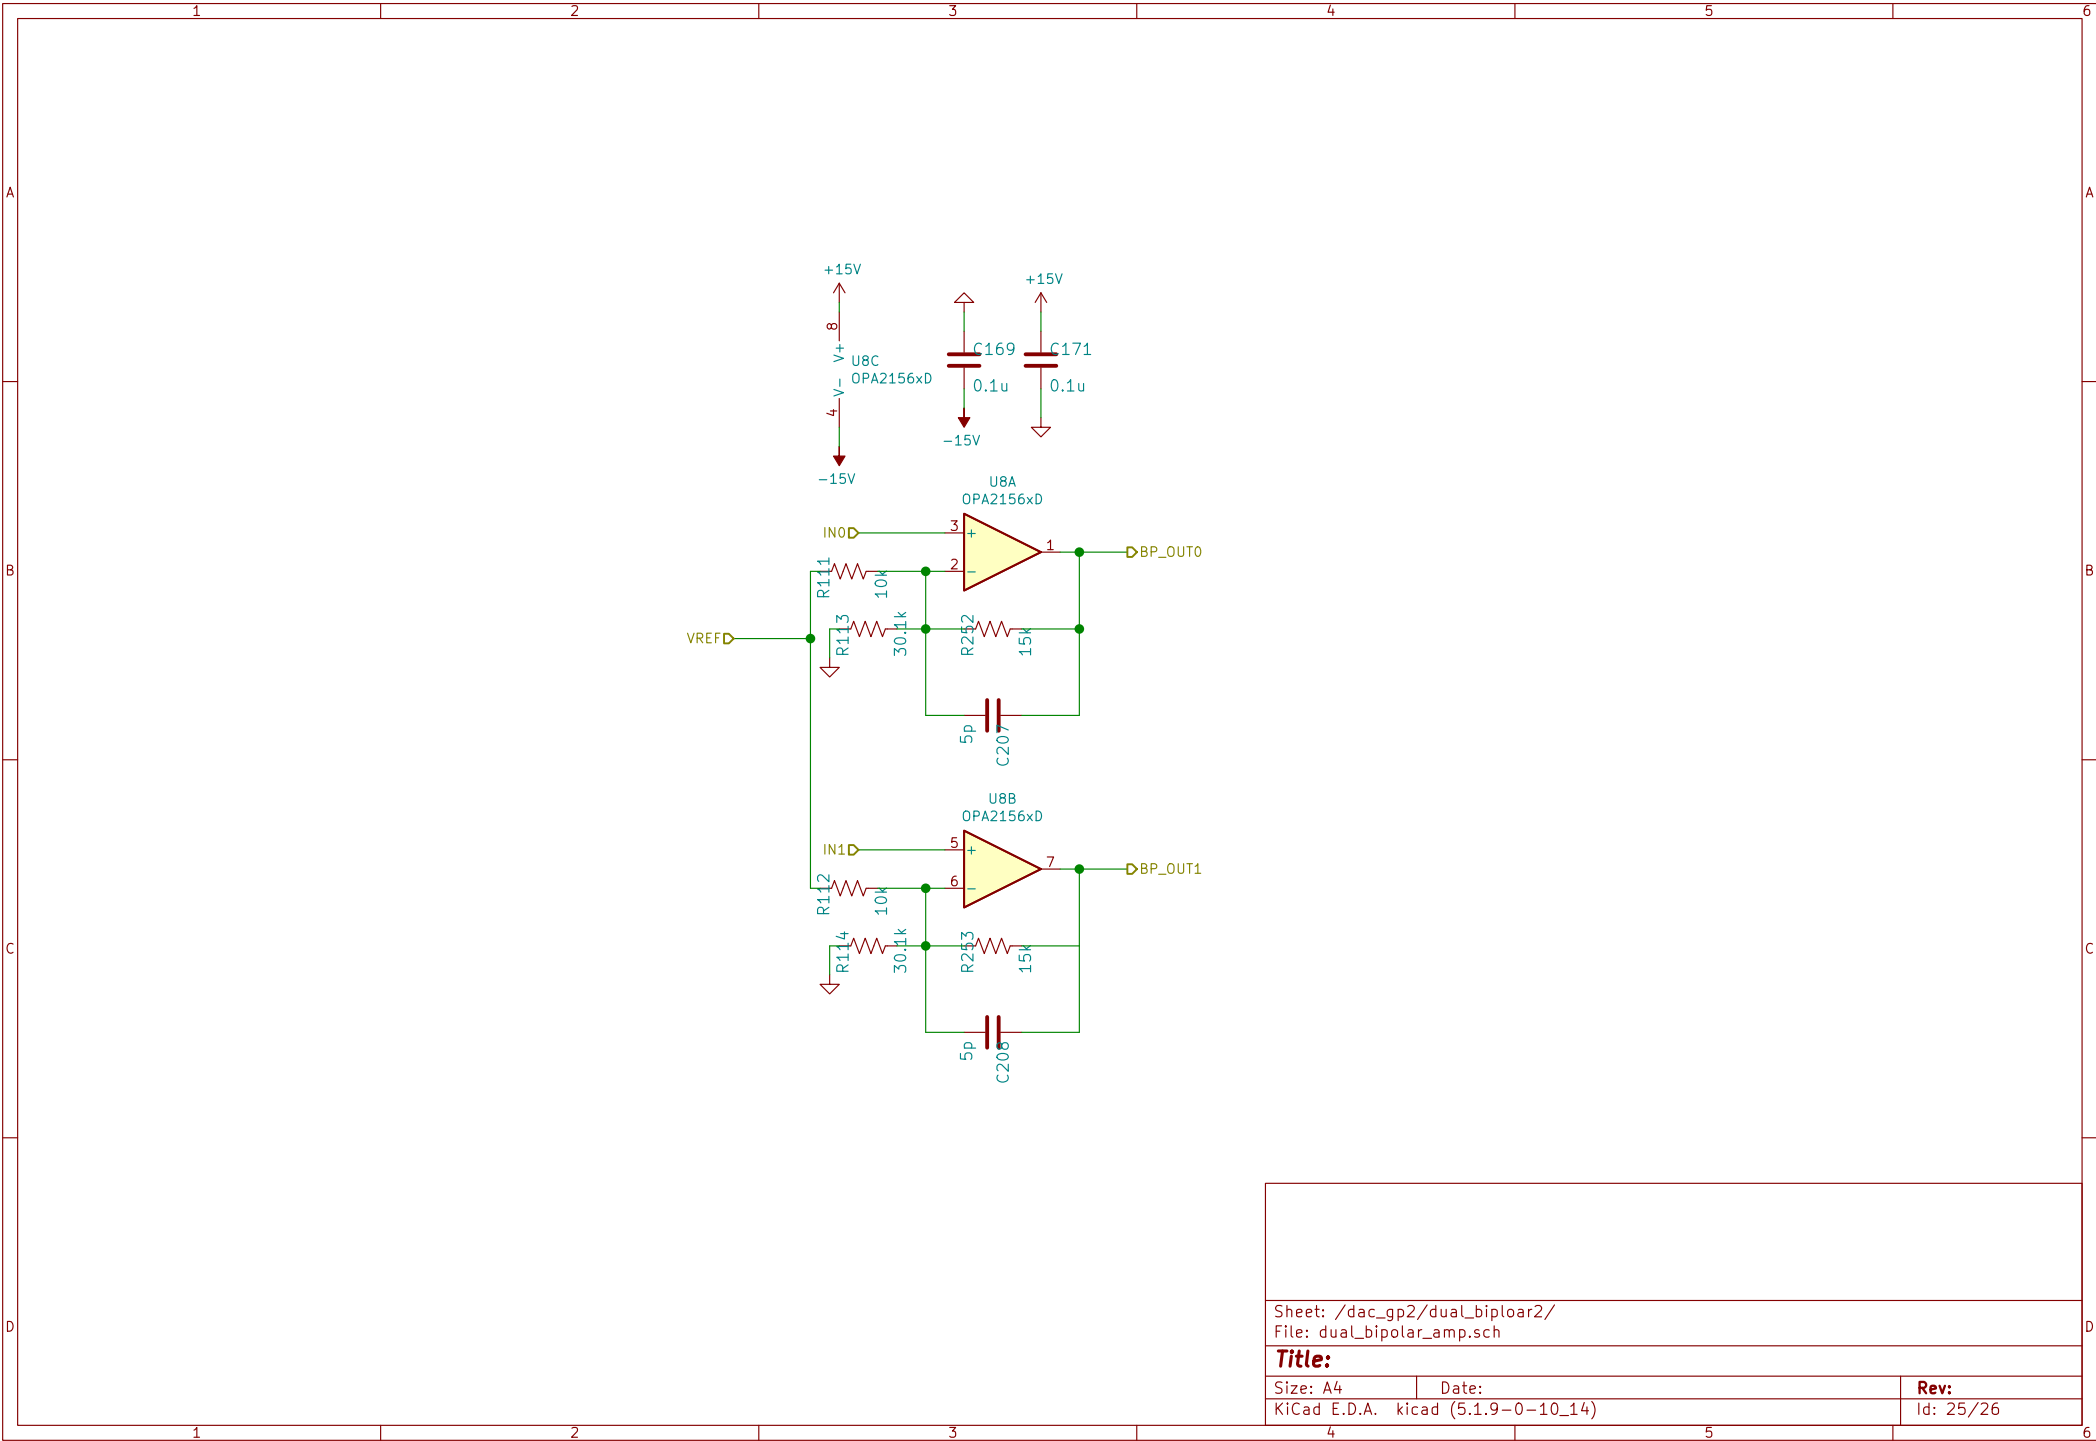 1 2 3 4 5 6
A A
+15V
+15V
8
V+
C169 C171
U8C
OPA2156xD
V-
0.1u 0.1u
4
-15V
-15V
U8A
OPA2156xD
IN0 3 +
1 BP_OUT0
B B
R111 10k 2 -
R113 30.1k R252 15k
VREF
5p C207
U8B
OPA2156xD
IN1 5 +
7 BP_OUT1
R112 10k 6 -
R114 30.1k R253 15k
C C
5p C208
Sheet: /dac_gp2/dual_biploar2/
File: dual_bipolar_amp.sch
D D
Title:
Size: A4 Date: Rev:
KiCad E.D.A. kicad (5.1.9-0-10_14) Id: 25/26
1 2 3 4 5 6